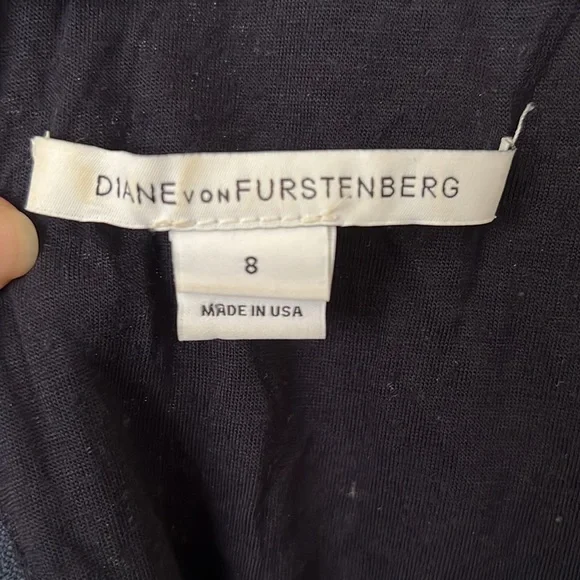 DIANE VON FURSTENBERG
8
MADE IN USA